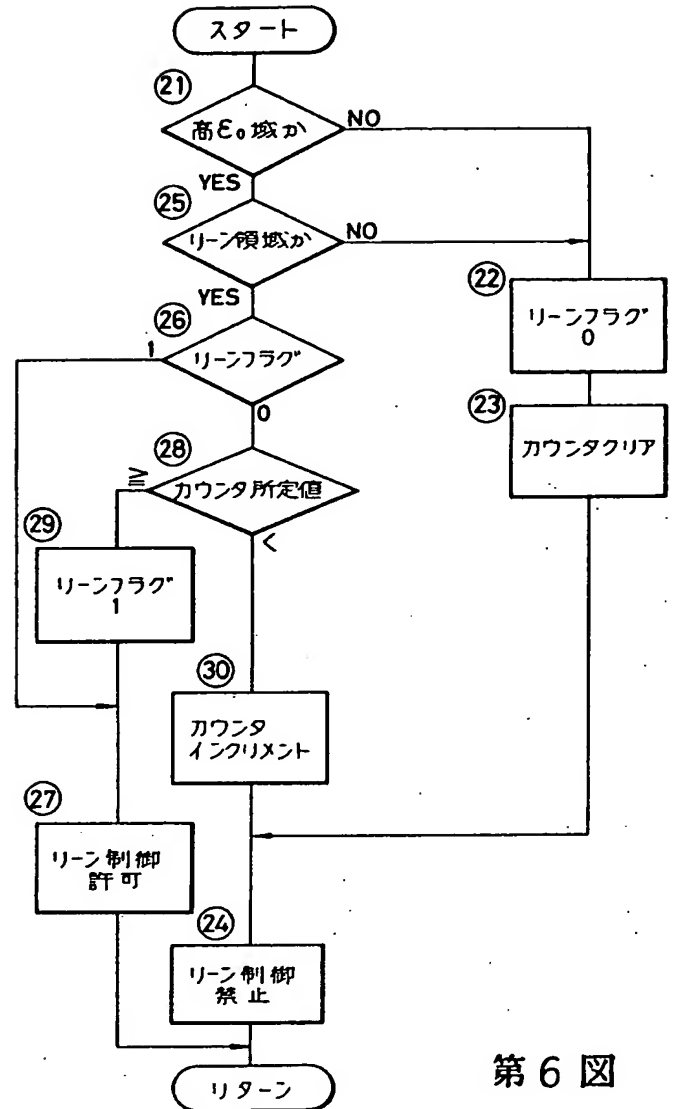 スタート
21
高ε₀域か
NO
YES
25
リーン領域か
NO
YES
22
リーンフラグ
0
26
1
リーンフラグ
0
23
カウンタクリア
28
≧
カウンタ所定値
<
29
リーンフラグ
1
30
カウンタ
インクリメント
27
リーン制御
許可
24
リーン制御
禁止
リターン
第6図